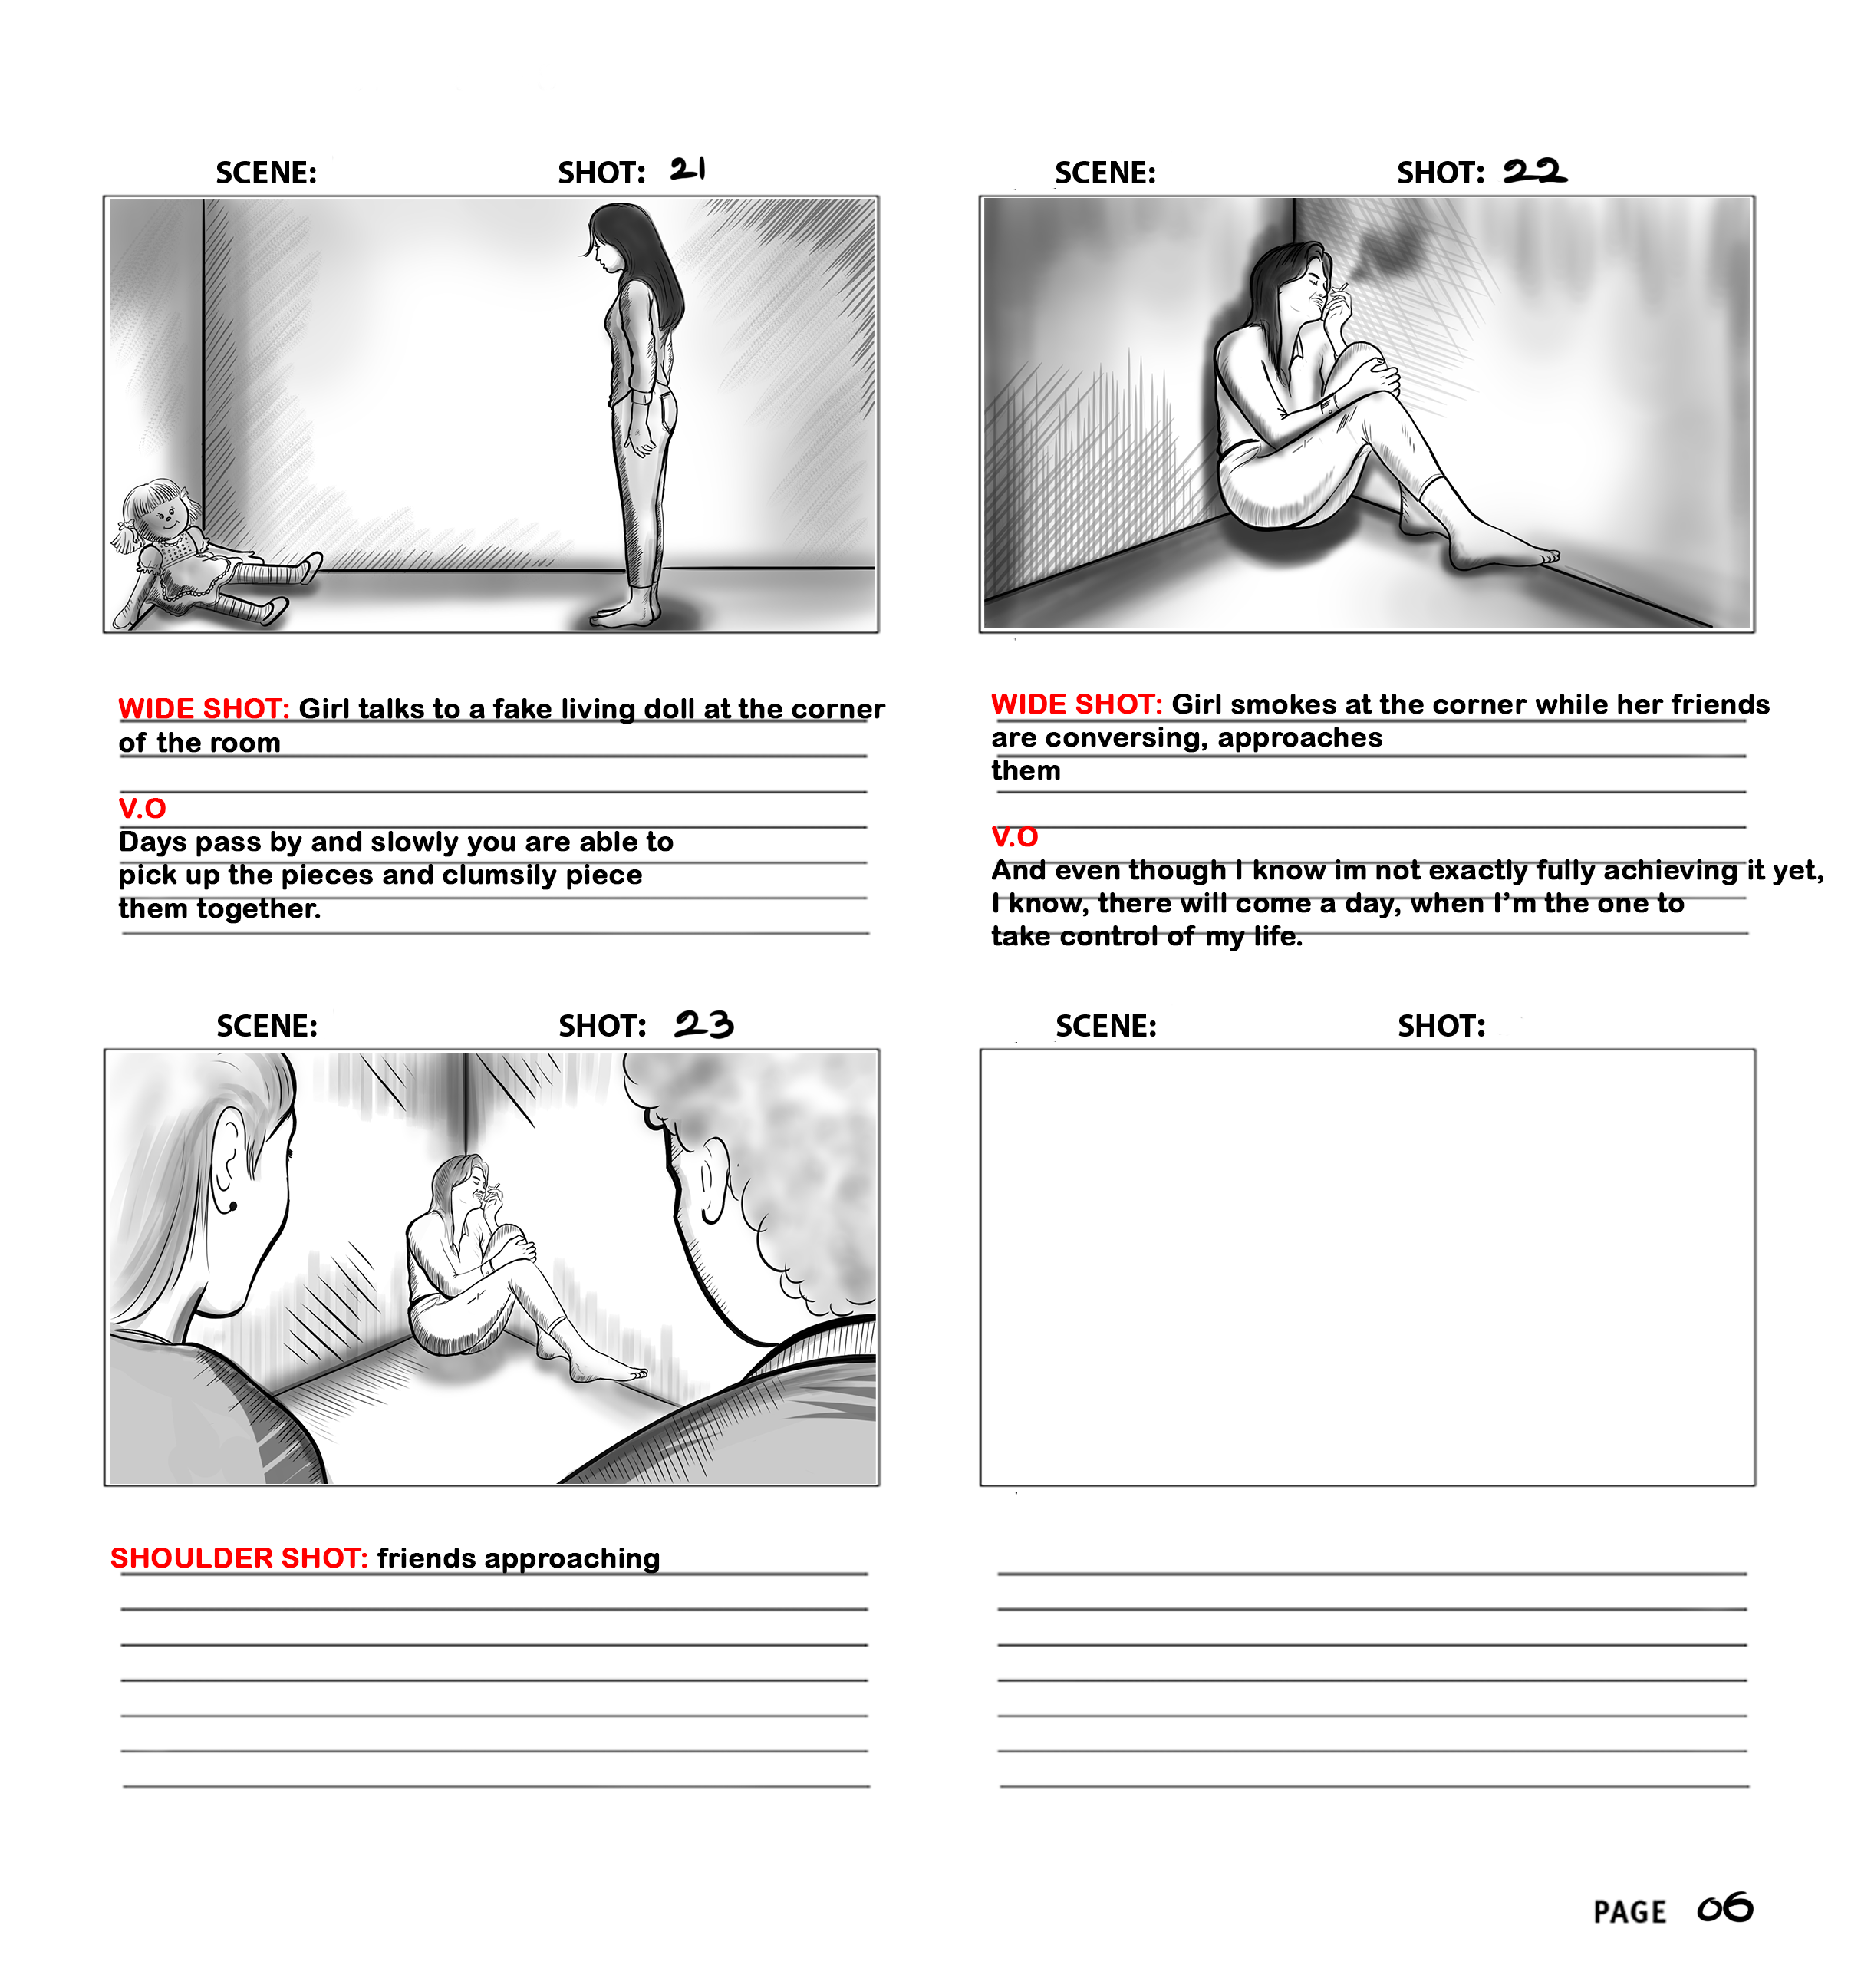 SCENE: SHOT: 21
WIDE SHOT: Girl talks to a fake living doll at the corner
of the room
V.O
Days pass by and slowly you are able to
pick up the pieces and clumsily piece
them together.
SCENE: SHOT: 22
WIDE SHOT: Girl smokes at the corner while her friends
are conversing, approaches
them
V.O
And even though I know im not exactly fully achieving it yet,
I know, there will come a day, when I’m the one to
take control of my life.
SCENE: SHOT: 23
SHOULDER SHOT: friends approaching
SCENE: SHOT:
PAGE 06